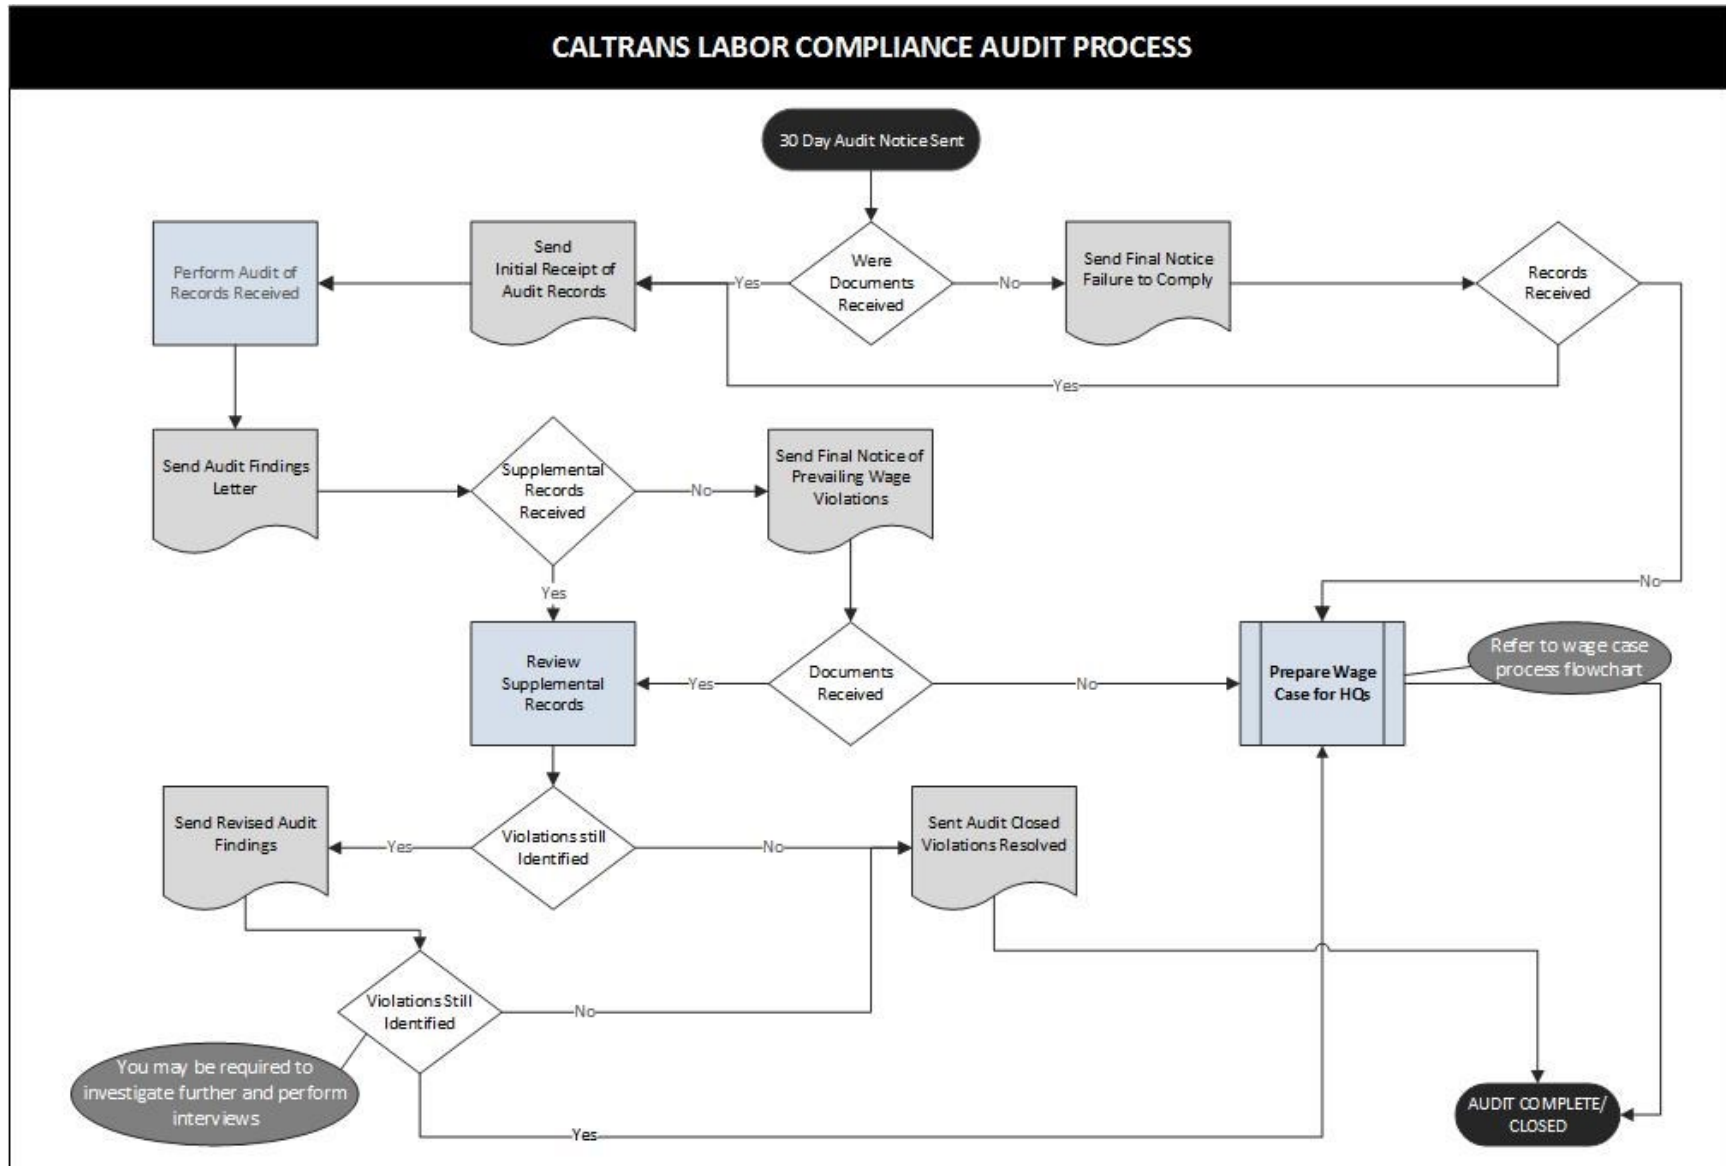 CALTRANS LABOR COMPLIANCE AUDIT PROCESS
30 Day Audit Notice Sent
Perform Audit of
Records Received
Send
Initial Receipt of
Audit Records
Yes
Were
Documents
Received
No
Send Final Notice
Failure to Comply
Records
Received
Yes
Send Audit Findings
Letter
Supplemental
Records
Received
No
Send Final Notice of
Prevailing Wage
Violations
No
Yes
Review
Supplemental
Records
Yes
Documents
Received
No
Prepare Wage
Case for HQs
Refer to wage case
process flowchart
Send Revised Audit
Findings
Yes
Violations still
Identified
No
Sent Audit Closed
Violations Resolved
Violations Still
Identified
No
You may be required to
investigate further and perform
interviews
Yes
AUDIT COMPLETE/
CLOSED